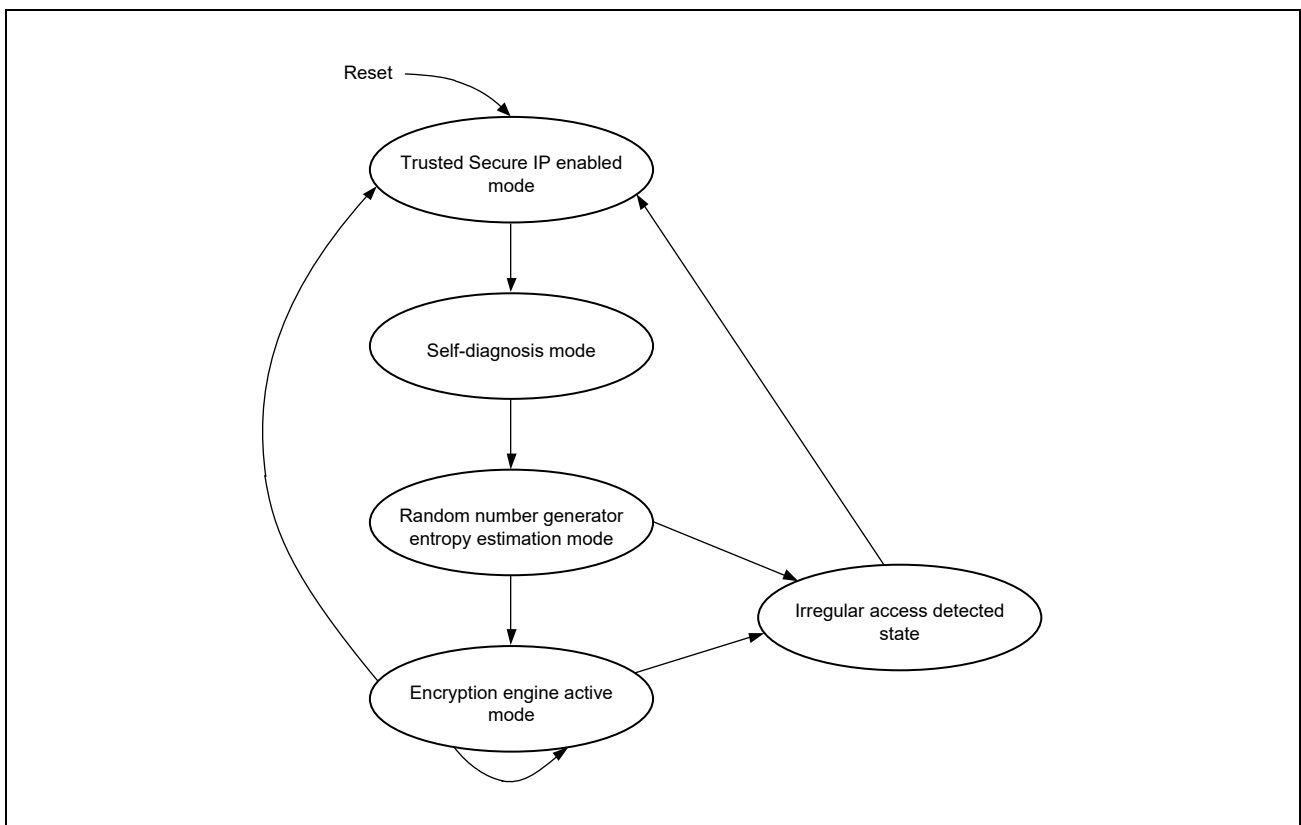 Reset
Trusted Secure IP enabled
mode
Self-diagnosis mode
Random number generator
entropy estimation mode
Irregular access detected
state
Encryption engine active
mode